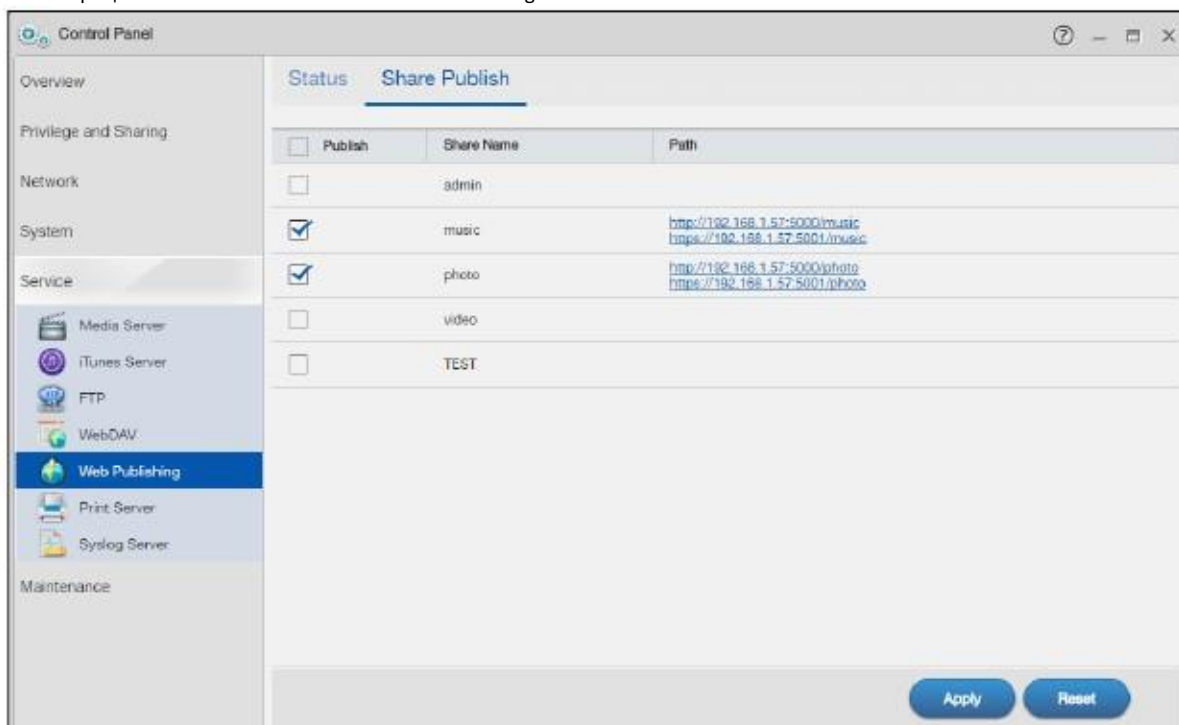 Control Panel
Overview
Privilege and Sharing
Network
System
Service
Media Server
iTunes Server
FTP
WebDAV
Web Publishing
Print Server
Syslog Server
Maintenance
Status Share Publish
Publish Share Name Path
admin
music http://192.168.1.57:5000/music
https://192.168.1.57:5001/music
photo http://192.168.1.57:5000/photo
https://192.168.1.57:5001/photo
video
TEST
Apply Reset